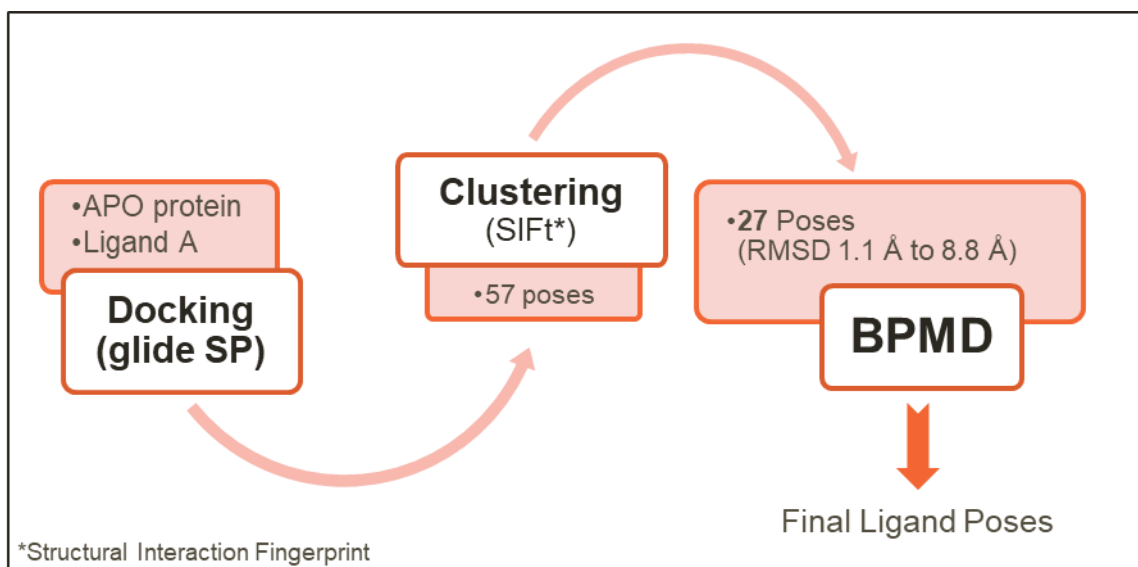 •APO protein
•Ligand A
Docking
(glide SP)
Clustering
(SIFt*)
•57 poses
•27 Poses
(RMSD 1.1 Å to 8.8 Å)
BPMD
Final Ligand Poses
*Structural Interaction Fingerprint